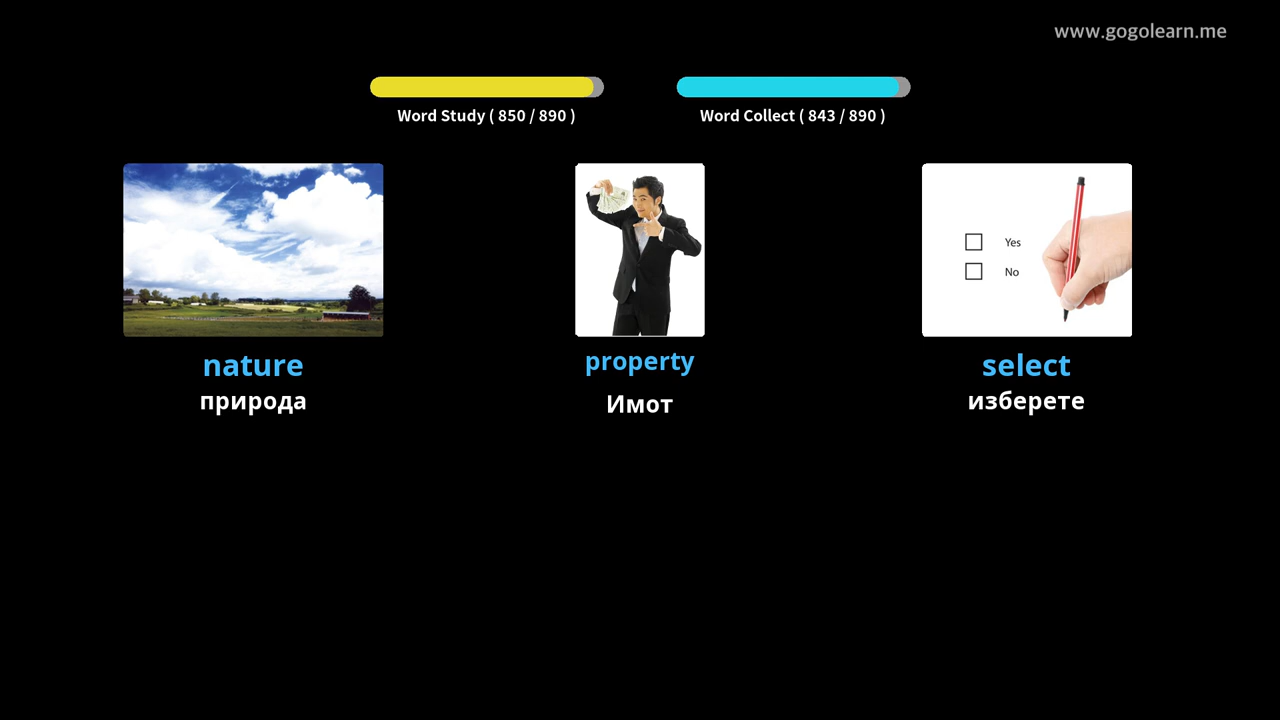 www.gogolearn.me
Word Study ( 850 / 890 )
Word Collect ( 843 / 890 )
Yes
No
nature
природа
property
Имот
select
изберете